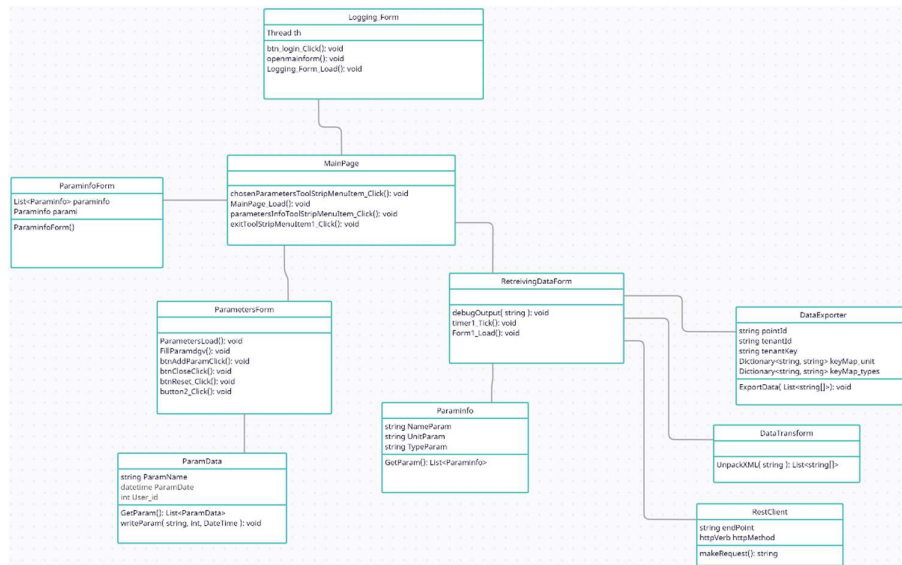 Logging_Form
Thread th
btn_login_Click(): void
openmainform(): void
Logging_Form_Load(): void
MainPage
chosenParametersToolStripMenuItem_Click(): void
MainPage_Load(): void
parametersInfoToolStripMenuItem_Click(): void
exitToolStripMenuItem1_Click(): void
ParaminfoForm
List<Paraminfo> paraminfo
Paraminfo parami
ParaminfoForm()
ParametersForm
ParametersLoad(): void
FillParamdgv(): void
btnAddParamClick(): void
btnCloseClick(): void
btnReset_Click(): void
button2_Click(): void
RetreivingDataForm
debugOutput( string ): void
timer1_Tick(): void
Form1_Load(): void
DataExporter
string pointId
string tenantId
string tenantKey
Dictionary<string, string> keyMap_unit
Dictionary<string, string> keyMap_types
ExportData( List<string[]>): void
ParamInfo
string NameParam
string UnitParam
string TypeParam
GetParam(): List<ParamInfo>
DataTransform
UnpackXML( string ): List<string[]>
ParamData
string ParamName
datetime ParamDate
int User_id
GetParam(): List<ParamData>
writeParam( string, int, DateTime ): void
RestClient
string endPoint
httpVerb httpMethod
makeRequest(): string